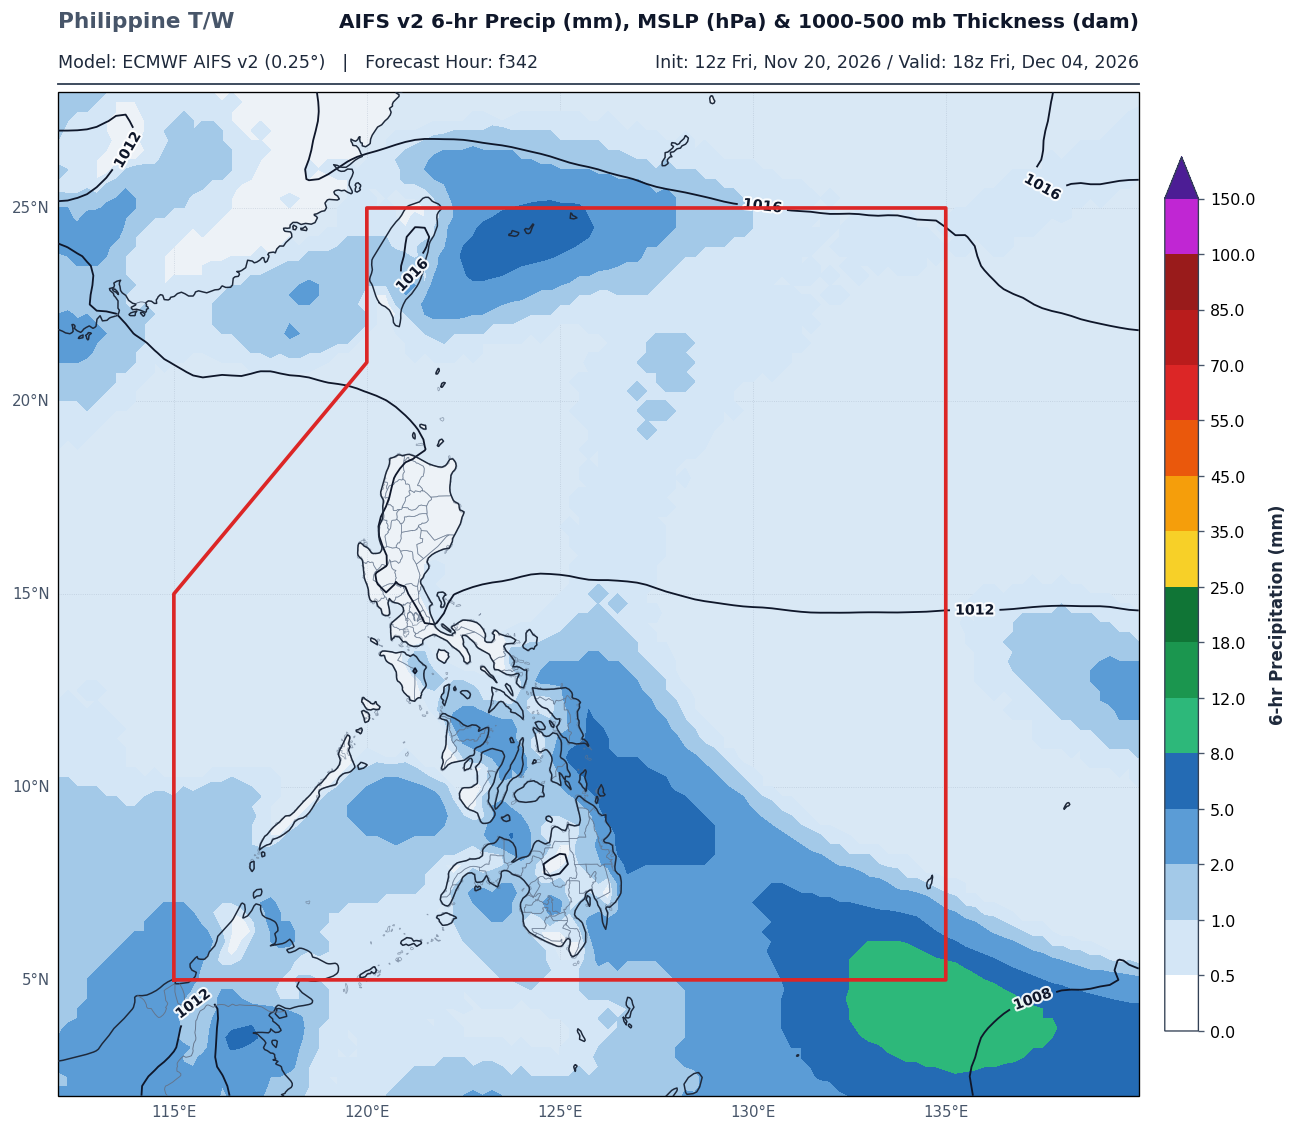 Philippine T/W
AIFS v2 6-hr Precip (mm), MSLP (hPa) & 1000-500 mb Thickness (dam)
Model: ECMWF AIFS v2 (0.25°) | Forecast Hour: f342
Init: 12z Fri, Nov 20, 2026 / Valid: 18z Fri, Dec 04, 2026
1012
1016
1016
1016
1012
1012
1008
25°N
20°N
15°N
10°N
5°N
115°E
120°E
125°E
130°E
135°E
150.0
100.0
85.0
70.0
55.0
45.0
35.0
25.0
18.0
12.0
8.0
5.0
2.0
1.0
0.5
0.0
6-hr Precipitation (mm)